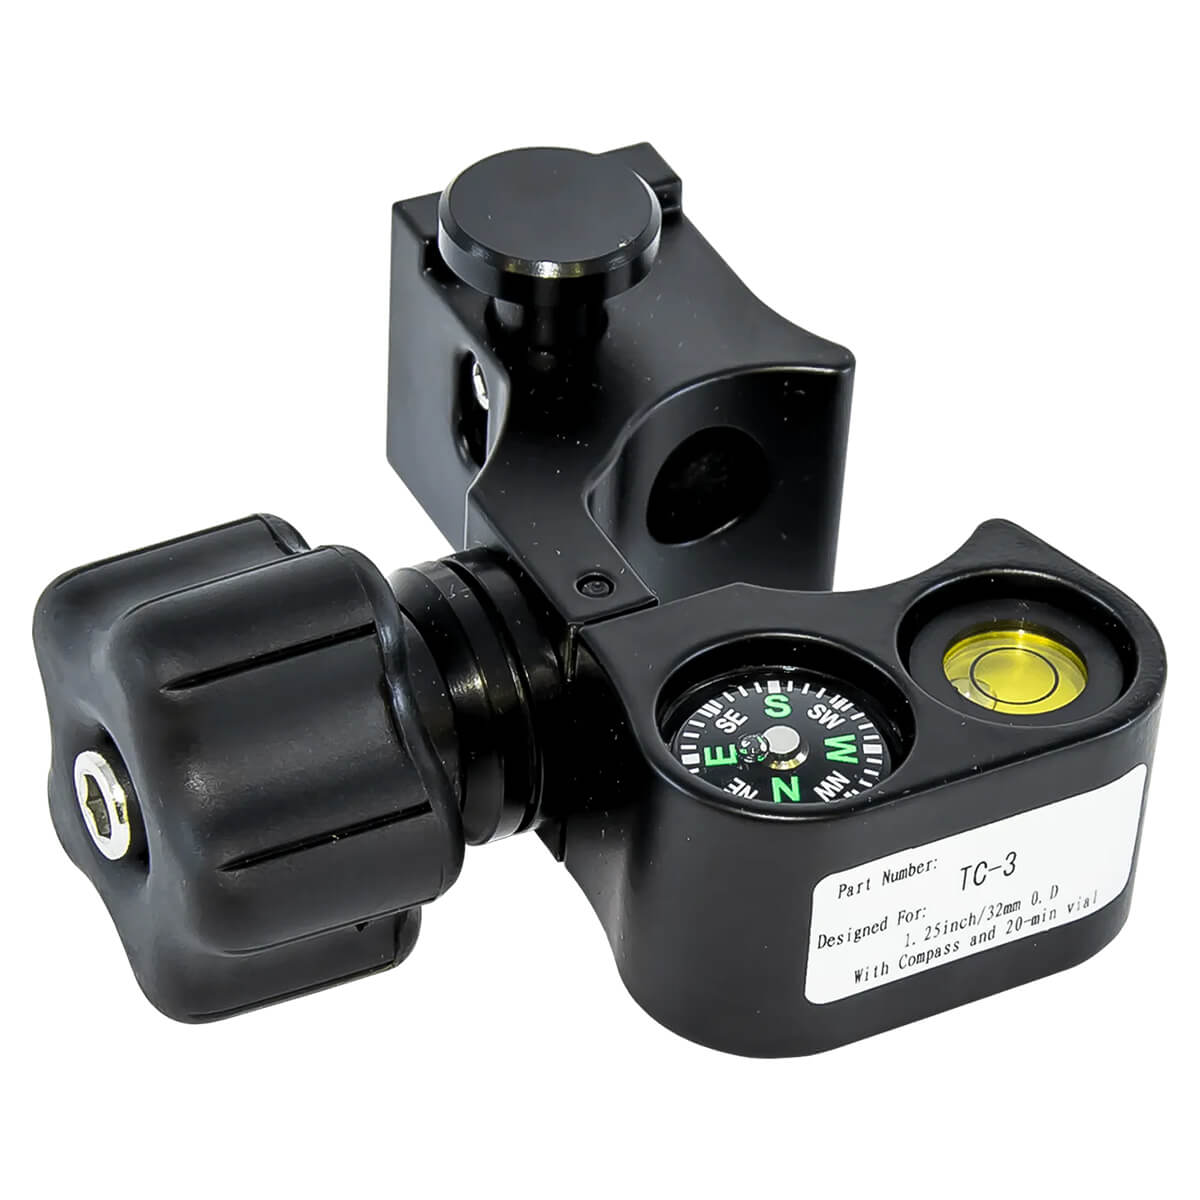 S
SE
SW
E
W
NE
N
NW
Part Number: TC-3
Designed For:
1.25inch/32mm O.D
With Compass and 20-min vial